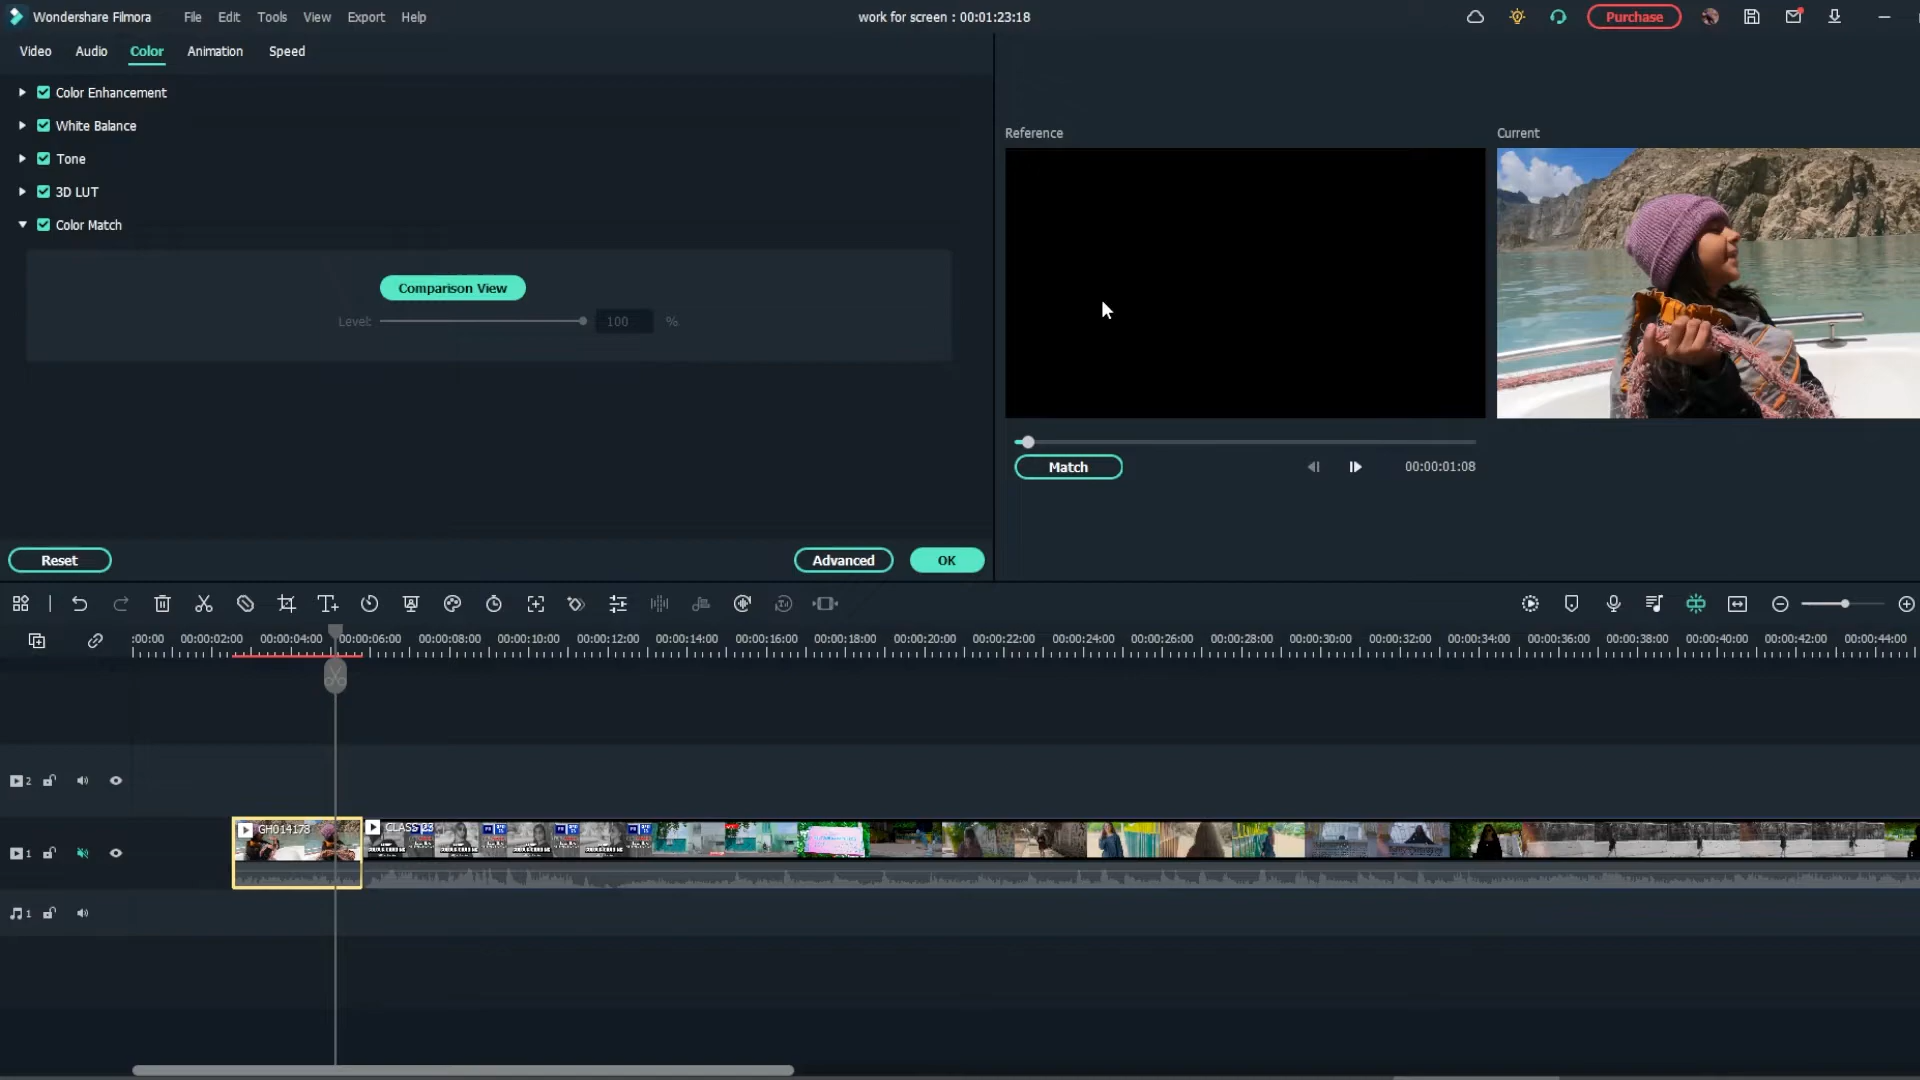 Wondershare Filmora File Edit Tools View Export Help work for screen : 00:01:23:18 Purchase
Video Audio Color Animation Speed
Color Enhancement
White Balance
Tone
3D LUT
Color Match
Comparison View
Level: 100 %
Reference Current
Match 00:00:01:08
Reset Advanced OK
:00:00 00:00:02:00 00:00:04:00 00:00:06:00 00:00:08:00 00:00:10:00 00:00:12:00 00:00:14:00 00:00:16:00 00:00:18:00 00:00:20:00 00:00:22:00 00:00:24:00 00:00:26:00 00:00:28:00 00:00:30:00 00:00:32:00 00:00:34:00 00:00:36:00 00:00:38:00 00:00:40:00 00:00:42:00 00:00:44:00
2
1 GH014173 CLASS 23
1